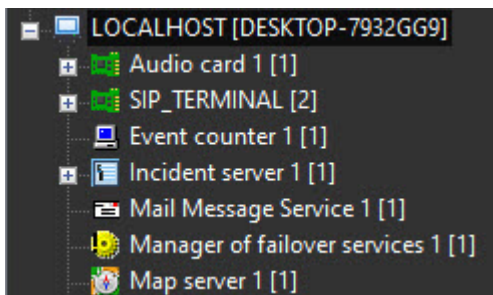 LOCALHOST [DESKTOP-7932GG9]
Audio card 1 [1]
SIP_TERMINAL [2]
Event counter 1 [1]
Incident server 1 [1]
Mail Message Service 1 [1]
Manager of failover services 1 [1]
Map server 1 [1]